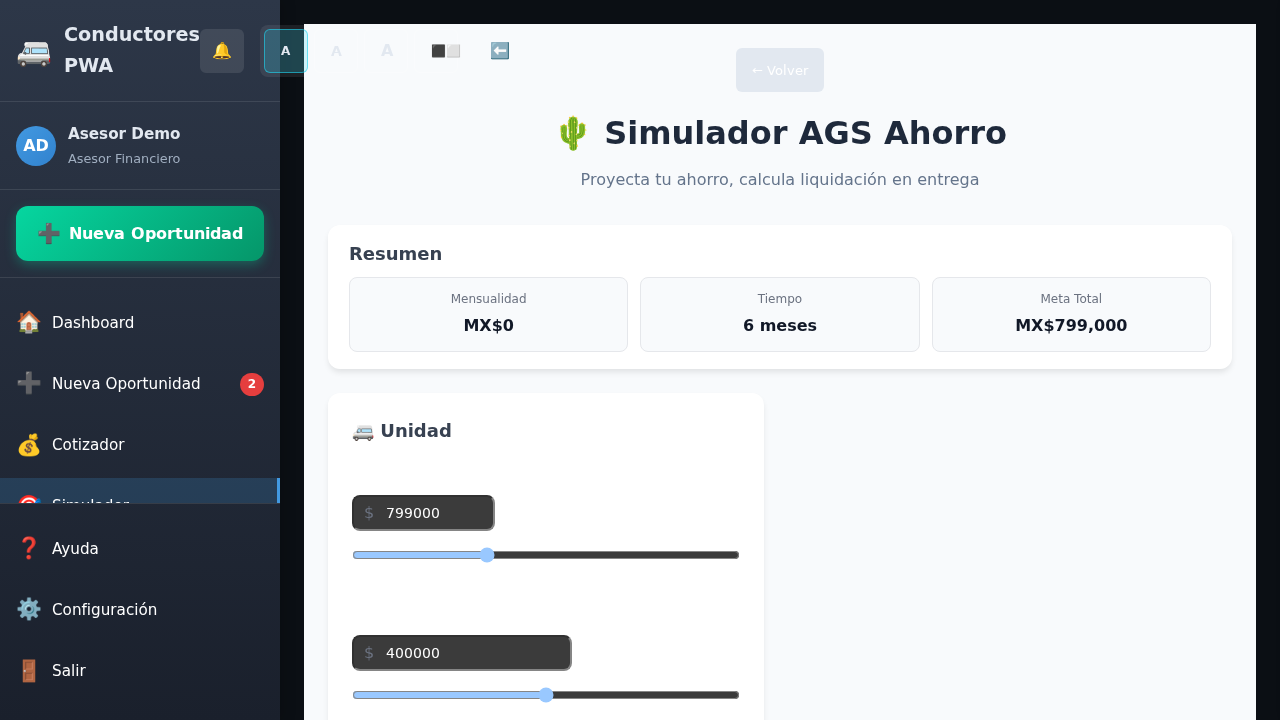 Conductores
PWA
A
A
A
Asesor Demo
AD
Asesor Financiero
➕ Nueva Oportunidad
Dashboard
Nueva Oportunidad
2
Cotizador
Simulador
Ayuda
Configuración
Salir
← Volver
Simulador AGS Ahorro
Proyecta tu ahorro, calcula liquidación en entrega
Resumen
Mensualidad
MX$0
Tiempo
6 meses
Meta Total
MX$799,000
Unidad
$ 799000
$ 400000